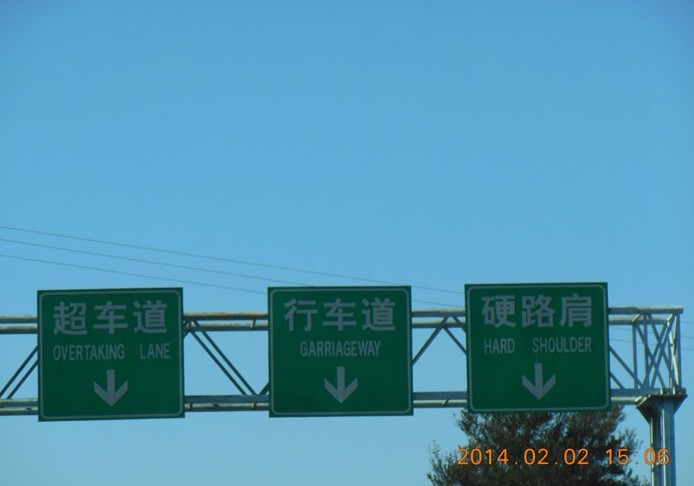 超车道
OVERTAKING LANE
行车道
GARRIAGEWAY
硬路肩
HARD SHOULDER
2014.02.02 15:06